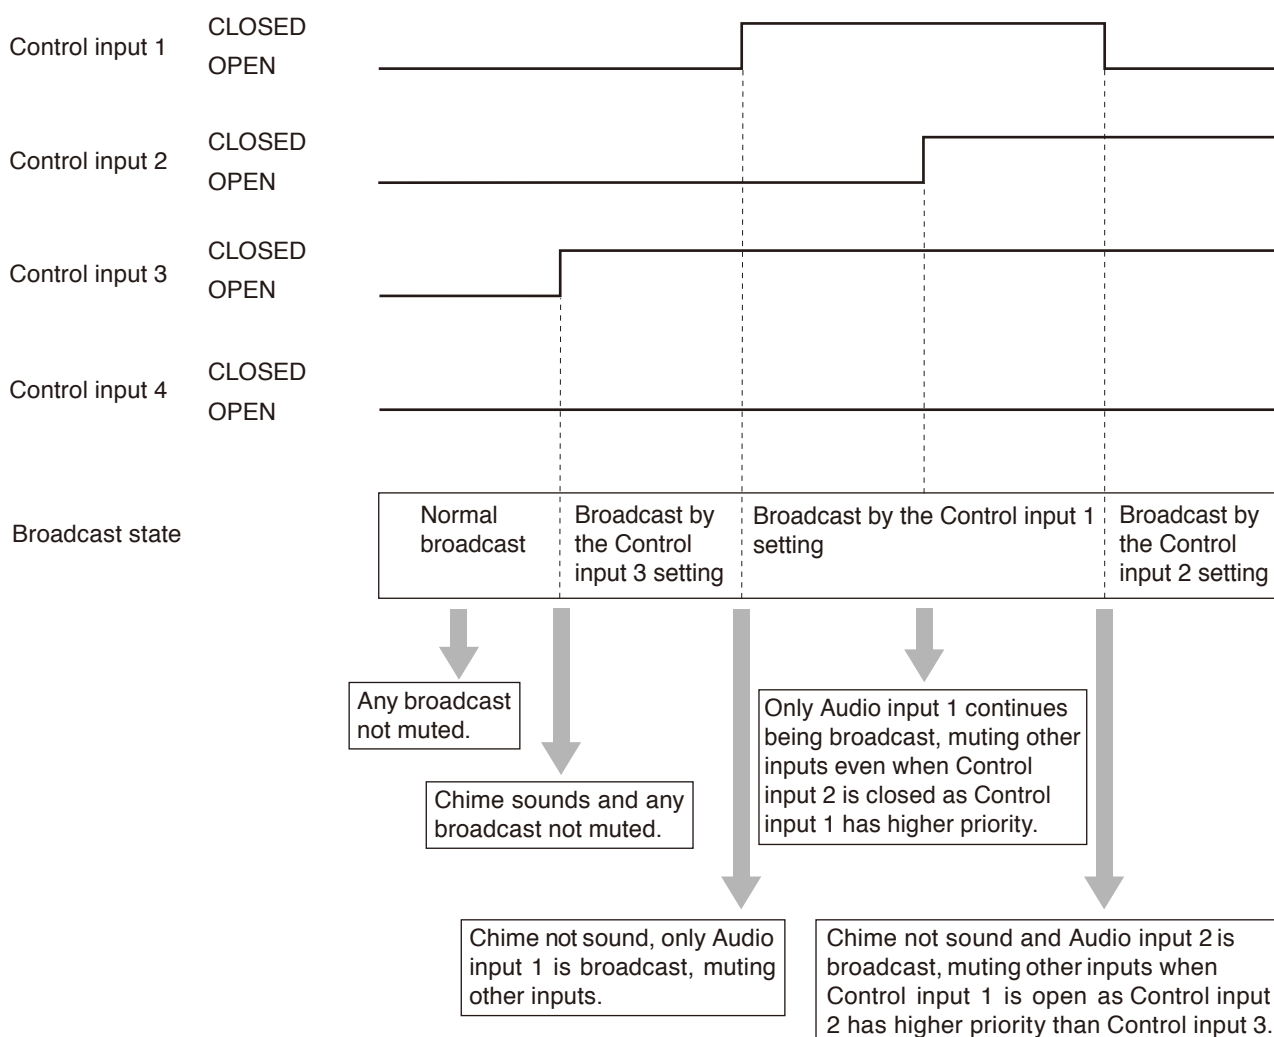 Control input 1
CLOSED
OPEN
Control input 2
CLOSED
OPEN
Control input 3
CLOSED
OPEN
Control input 4
CLOSED
OPEN
Broadcast state
Normal
broadcast
Broadcast by
the Control
input 3 setting
Broadcast by the Control input 1
setting
Broadcast by
the Control
input 2 setting
Any broadcast
not muted.
Chime sounds and any
broadcast not muted.
Only Audio input 1 continues
being broadcast, muting other
inputs even when Control
input 2 is closed as Control
input 1 has higher priority.
Chime not sound, only Audio
input 1 is broadcast, muting
other inputs.
Chime not sound and Audio input 2 is
broadcast, muting other inputs when
Control input 1 is open as Control input
2 has higher priority than Control input 3.